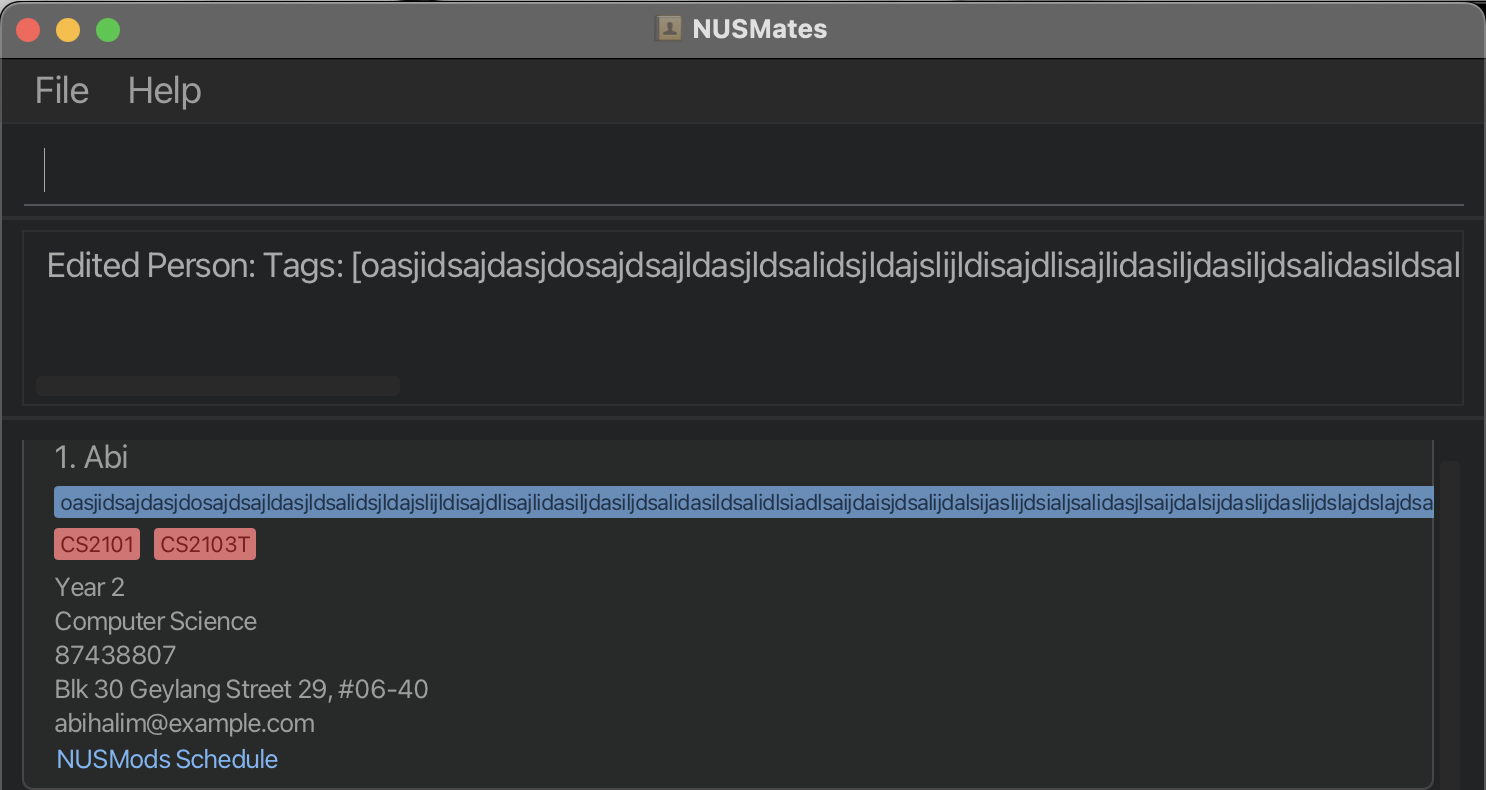 NUSMates
File Help
Edited Person: Tags: [oasjidsajdasjdosajdsajldasjldsalidsjldajslijldisajdlisajlidasiljdasiljdsalidasildsal
1. Abi
oasjidsajdasjdosajdsajldasjldsalidsjldajslijldisajdlisajlidasiljdasiljdsalidasildsalidlsiadlsaijdaisjdsalijdalsijaslijdsialjsalidasjlsaijdalsijdaslijdaslijdslajdslajdsa
CS2101 CS2103T
Year 2
Computer Science
87438807
Blk 30 Geylang Street 29, #06-40
abihalim@example.com
NUSMods Schedule